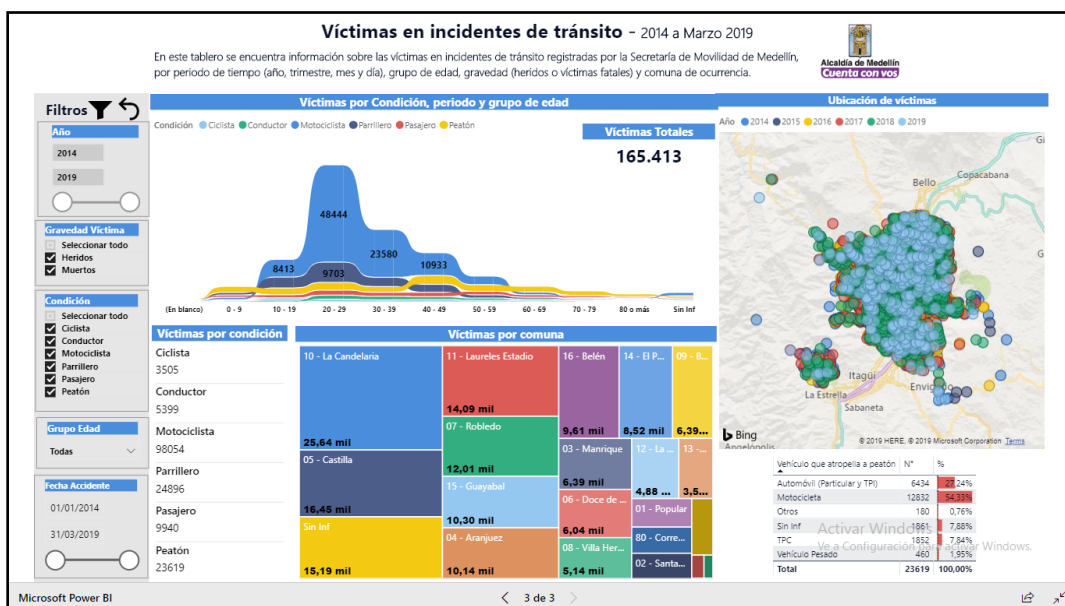 Víctimas en incidentes de tránsito - 2014 a Marzo 2019
En este tablero se encuentra información sobre las víctimas en incidentes de tránsito registradas por la Secretaría de Movilidad de Medellín,
por periodo de tiempo (año, trimestre, mes y día), grupo de edad, gravedad (heridos o víctimas fatales) y comuna de ocurrencia.
Alcaldía de Medellín
Cuenta con vos
Filtros
Año
2014
2019
Gravedad Víctima
Seleccionar todo
Heridos
Muertos
Condición
Seleccionar todo
Ciclista
Conductor
Motociclista
Parrillero
Pasajero
Peatón
Grupo Edad
Todas
Fecha Accidente
01/01/2014
31/03/2019
Víctimas por Condición, periodo y grupo de edad
Condición Ciclista Conductor Motociclista Parrillero Pasajero Peatón
Víctimas Totales
165.413
48444
8413
9703
23580
10933
(En blanco) 0 - 9 10 - 19 20 - 29 30 - 39 40 - 49 50 - 59 60 - 69 70 - 79 80 o más Sin Inf
Víctimas por condición
Ciclista
3505
Conductor
5399
Motociclista
98054
Parrillero
24896
Pasajero
9940
Peatón
23619
Víctimas por comuna
10 - La Candelaria
25,64 mil
05 - Castilla
16,45 mil
Sin Inf
15,19 mil
11 - Laureles Estadio
14,09 mil
07 - Robledo
12,01 mil
15 - Guayabal
10,30 mil
04 - Aranjuez
10,14 mil
16 - Belén
9,61 mil
14 - El P...
8,52 mil
09 - B...
6,39...
03 - Manrique
6,39 mil
12 - La ...
4,88 ...
13 -...
3,5...
06 - Doce de ...
6,04 mil
08 - Villa Her...
5,14 mil
01 - Popular
80 - Corre...
02 - Santa...
Ubicación de víctimas
Año 2014 2015 2016 2017 2018 2019
Bello
Copacabana
Gi
G
Itagüí
La Estrella
Sabaneta
Envigado
Angelópolis
Bing
© 2019 HERE, © 2019 Microsoft Corporation Terms
Vehículo que atropella a peatón N° %
Automóvil (Particular y TPI) 6434 27,24%
Motocicleta 12832 54,33%
Otros 180 0,76%
Sin Inf 1861 7,88%
TPC 1852 7,84%
Vehículo Pesado 460 1,95%
Total 23619 100,00%
Activar Windows
Ve a Configuración para activar Windows.
Microsoft Power BI
3 de 3